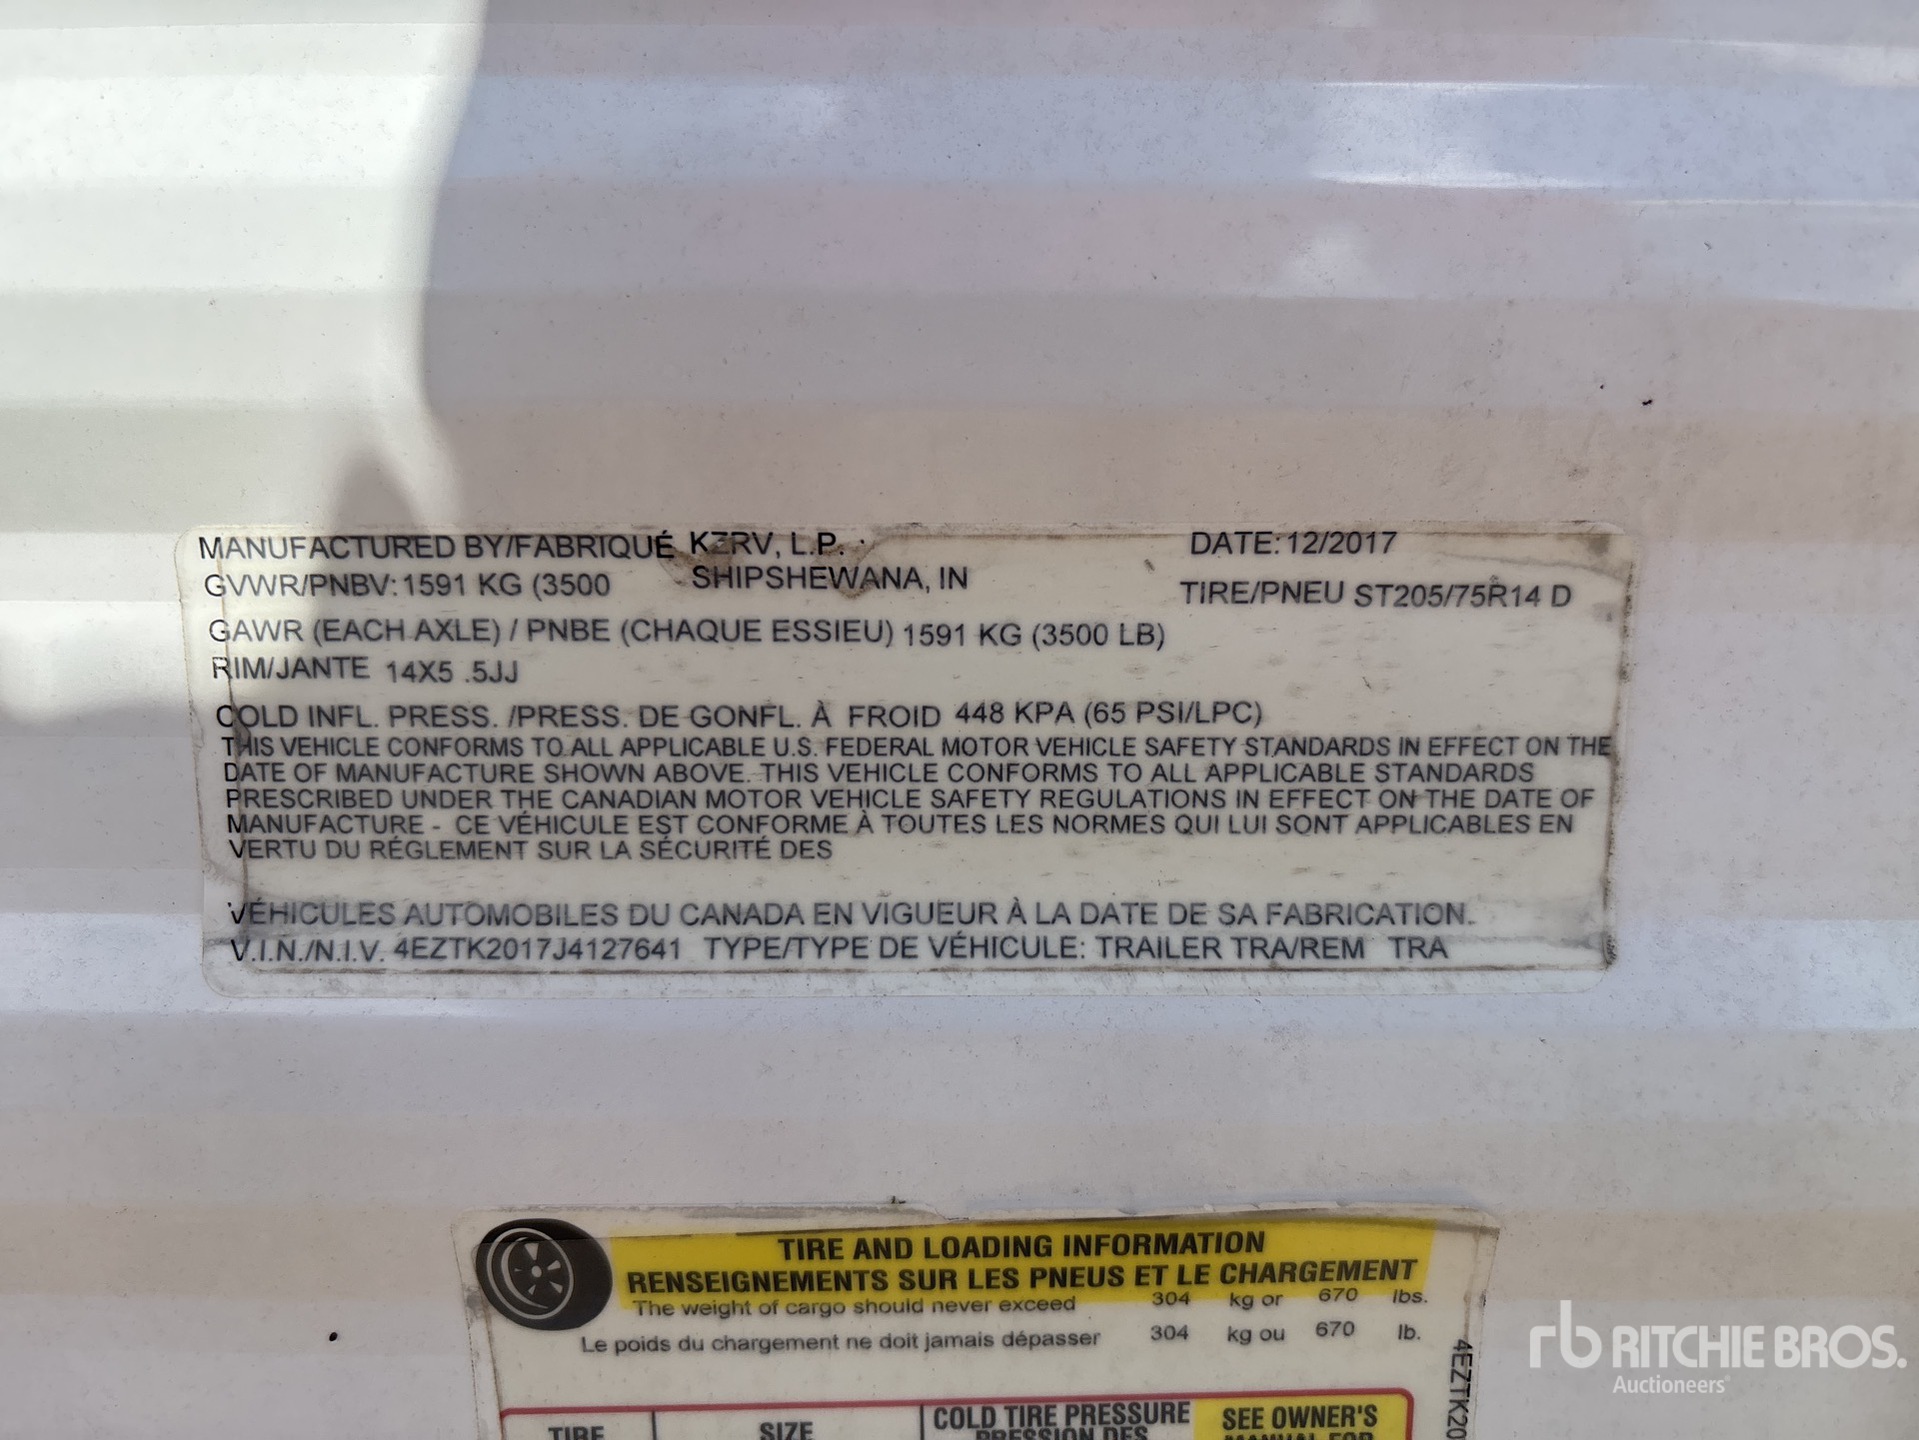 MANUFACTURED BY/FABRIQUÉ KZRV, L.P. DATE: 12/2017
GVWR/PNBV: 1591 KG (3500 SHIPSHEWANA, IN TIRE/PNEU ST205/75R14 D
GAWR (EACH AXLE) / PNBE (CHAQUE ESSIEU) 1591 KG (3500 LB)
RIM/JANTE 14X5 .5JJ
COLD INFL. PRESS. /PRESS. DE GONFL. À FROID 448 KPA (65 PSI/LPC)
THIS VEHICLE CONFORMS TO ALL APPLICABLE U.S. FEDERAL MOTOR VEHICLE SAFETY STANDARDS IN EFFECT ON THE
DATE OF MANUFACTURE SHOWN ABOVE. THIS VEHICLE CONFORMS TO ALL APPLICABLE STANDARDS
PRESCRIBED UNDER THE CANADIAN MOTOR VEHICLE SAFETY REGULATIONS IN EFFECT ON THE DATE OF
MANUFACTURE - CE VÉHICULE EST CONFORME À TOUTES LES NORMES QUI LUI SONT APPLICABLES EN
VERTU DU RÉGLEMENT SUR LA SÉCURITÉ DES
VÉHICULES AUTOMOBILES DU CANADA EN VIGUEUR À LA DATE DE SA FABRICATION.
V.I.N./N.I.V. 4EZTK2017J4127641 TYPE/TYPE DE VÉHICULE: TRAILER TRA/REM TRA
TIRE AND LOADING INFORMATION
RENSEIGNEMENTS SUR LES PNEUS ET LE CHARGEMENT
The weight of cargo should never exceed 304 kg or 670 lbs.
Le poids du chargement ne doit jamais dépasser 304 kg ou 670 lb.
TIRE SIZE COLD TIRE PRESSURE SEE OWNER'S
PRESSION DES MANUAL FOR
4EZTK20
rb RITCHIE BROS.
Auctioneers